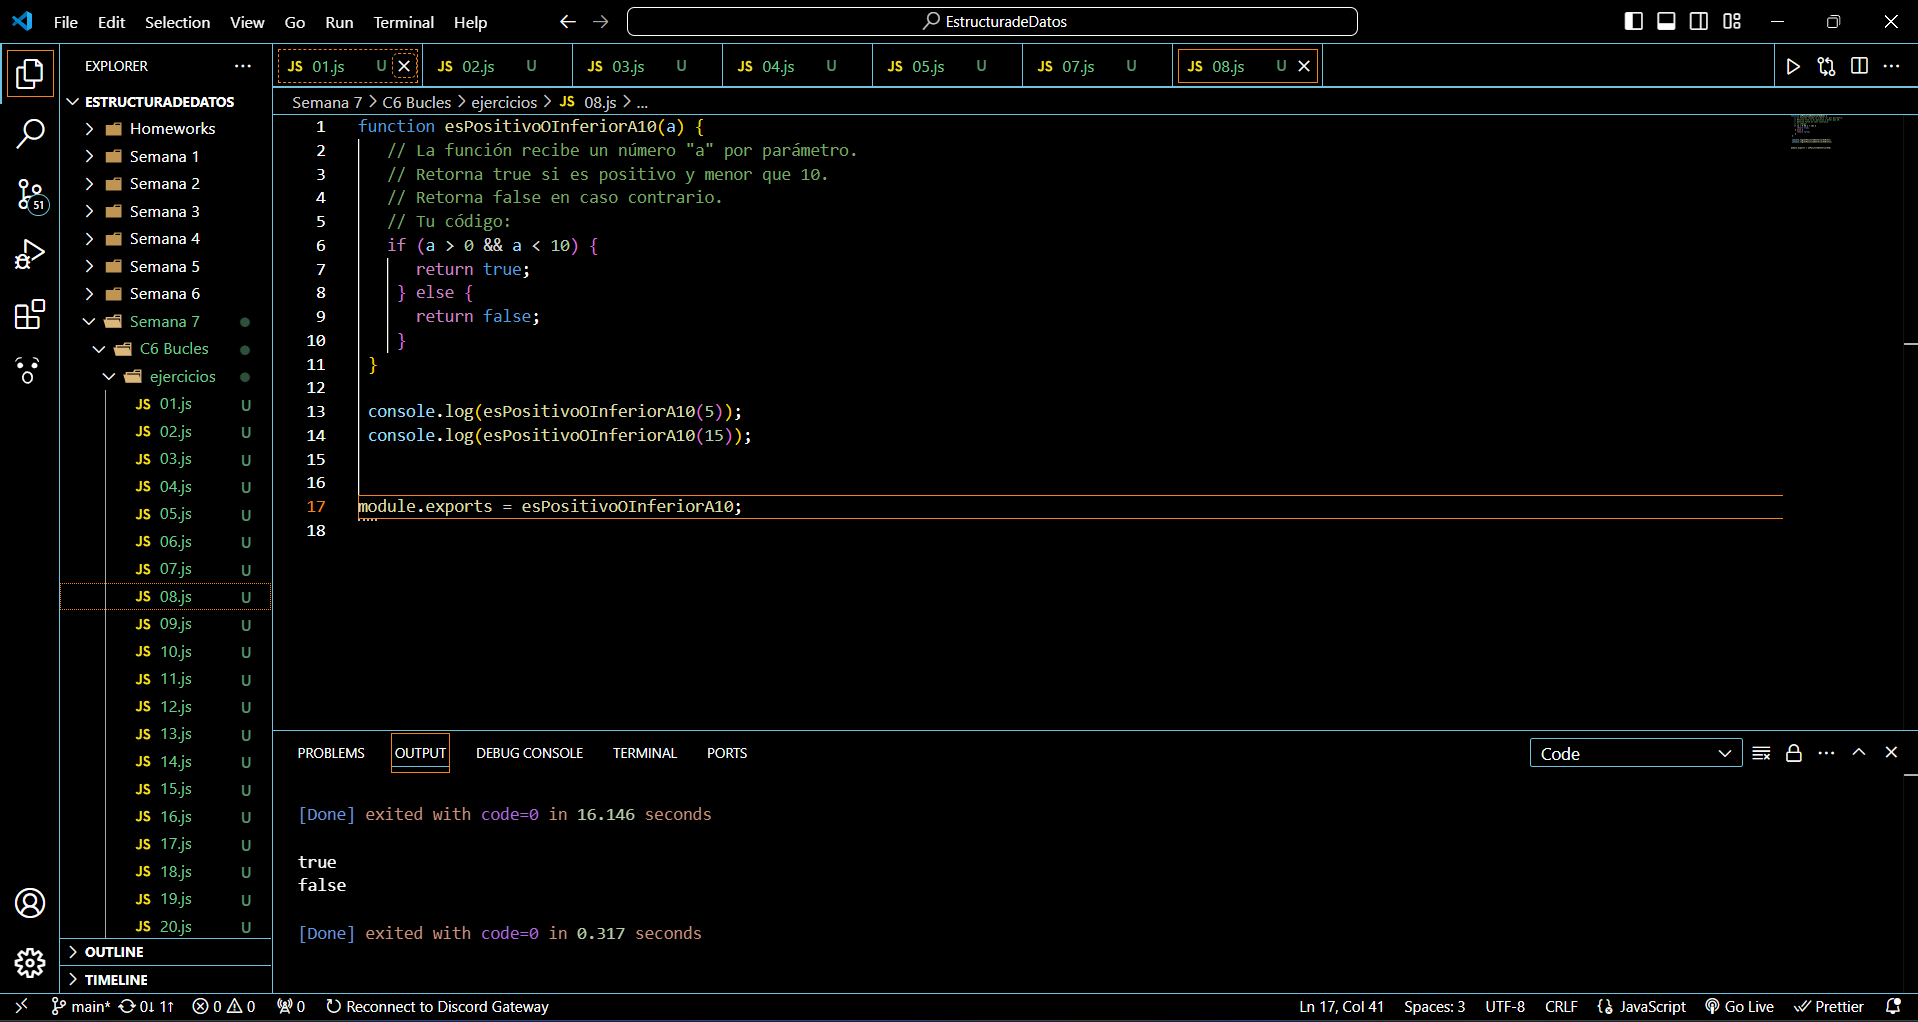 File Edit Selection View Go Run Terminal Help EstructuradeDatos
EXPLORER
JS 01.js U JS 02.js U JS 03.js U JS 04.js U JS 05.js U JS 07.js U JS 08.js U
ESTRUCTURADEDATOS
Semana 7 > C6 Bucles > ejercicios > JS 08.js > ...
Homeworks
Semana 1
Semana 2
Semana 3
Semana 4
Semana 5
Semana 6
Semana 7
C6 Bucles
ejercicios
JS 01.js U
JS 02.js U
JS 03.js U
JS 04.js U
JS 05.js U
JS 06.js U
JS 07.js U
JS 08.js U
JS 09.js U
JS 10.js U
JS 11.js U
JS 12.js U
JS 13.js U
JS 14.js U
JS 15.js U
JS 16.js U
JS 17.js U
JS 18.js U
JS 19.js U
JS 20.js U
OUTLINE
TIMELINE
51
1 function esPositivoOInferiorA10(a) {
2 // La función recibe un número "a" por parámetro.
3 // Retorna true si es positivo y menor que 10.
4 // Retorna false en caso contrario.
5 // Tu código:
6 if (a > 0 && a < 10) {
7 return true;
8 } else {
9 return false;
10 }
11 }
12
13 console.log(esPositivoOInferiorA10(5));
14 console.log(esPositivoOInferiorA10(15));
15
16
17 module.exports = esPositivoOInferiorA10;
18
PROBLEMS OUTPUT DEBUG CONSOLE TERMINAL PORTS Code
[Done] exited with code=0 in 16.146 seconds
true
false
[Done] exited with code=0 in 0.317 seconds
main* 0↓ 1↑ 0 0 0 Reconnect to Discord Gateway Ln 17, Col 41 Spaces: 3 UTF-8 CRLF {} JavaScript Go Live Prettier